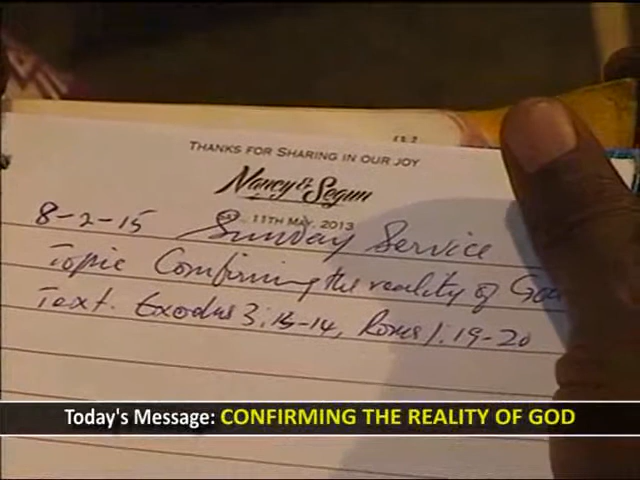 THANKS FOR SHARING IN OUR JOY
Nancy & Segun
11TH MAY, 2013
8-2-15 Sunday Service
Topic Comfirming the reality of God
Text. Exodus 3:13-14, Roms 1:19-20
Today's Message: CONFIRMING THE REALITY OF GOD